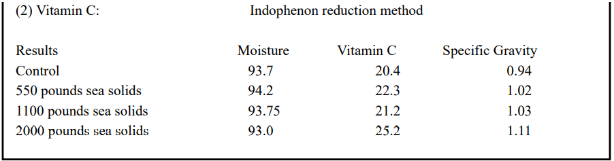 (2) Vitamin C: Indophenon reduction method
Results Moisture Vitamin C Specific Gravity
Control 93.7 20.4 0.94
550 pounds sea solids 94.2 22.3 1.02
1100 pounds sea solids 93.75 21.2 1.03
2000 pounds sea solids 93.0 25.2 1.11